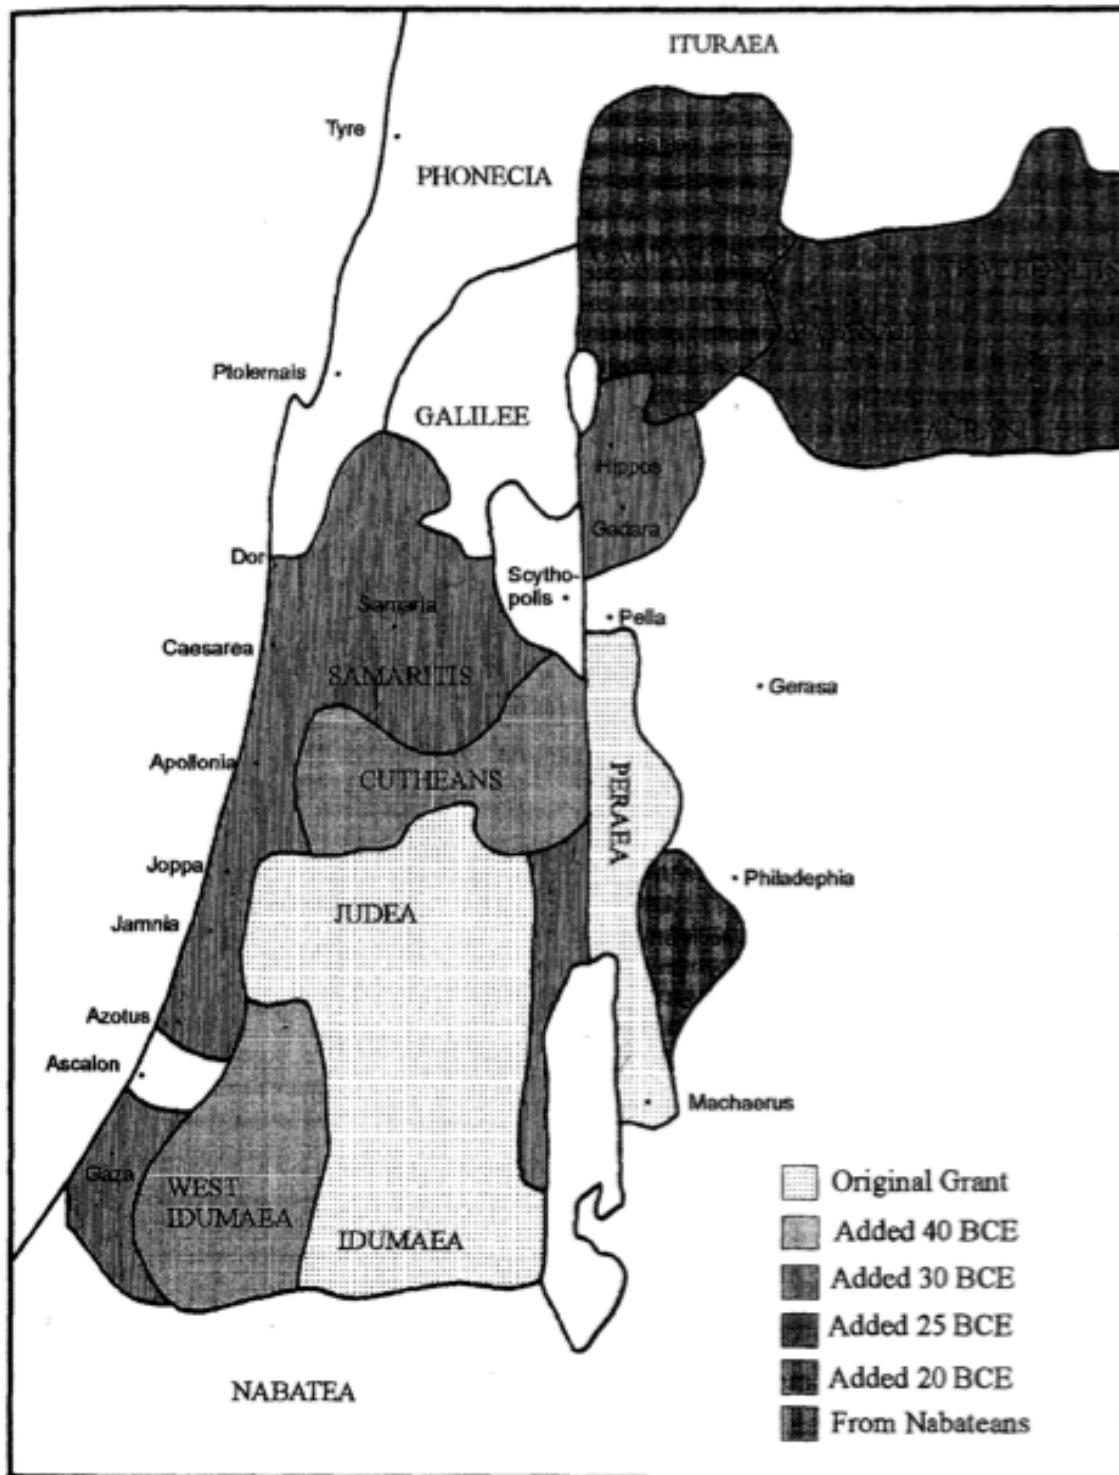 ITURAEA
Tyre
PHONECIA
Ptolemais
GALILEE
Hippos
Gadara
Dor
Scytho-
polis
Samaria
Pella
Caesarea
SAMARITIS
Gerasa
Apollonia
CUTHEANS
PERAEA
Joppa
Philadephia
JUDEA
Jamnia
Azotus
Ascalon
Machaerus
Gaza
WEST
IDUMAEA
IDUMAEA
NABATEA
Original Grant
Added 40 BCE
Added 30 BCE
Added 25 BCE
Added 20 BCE
From Nabateans